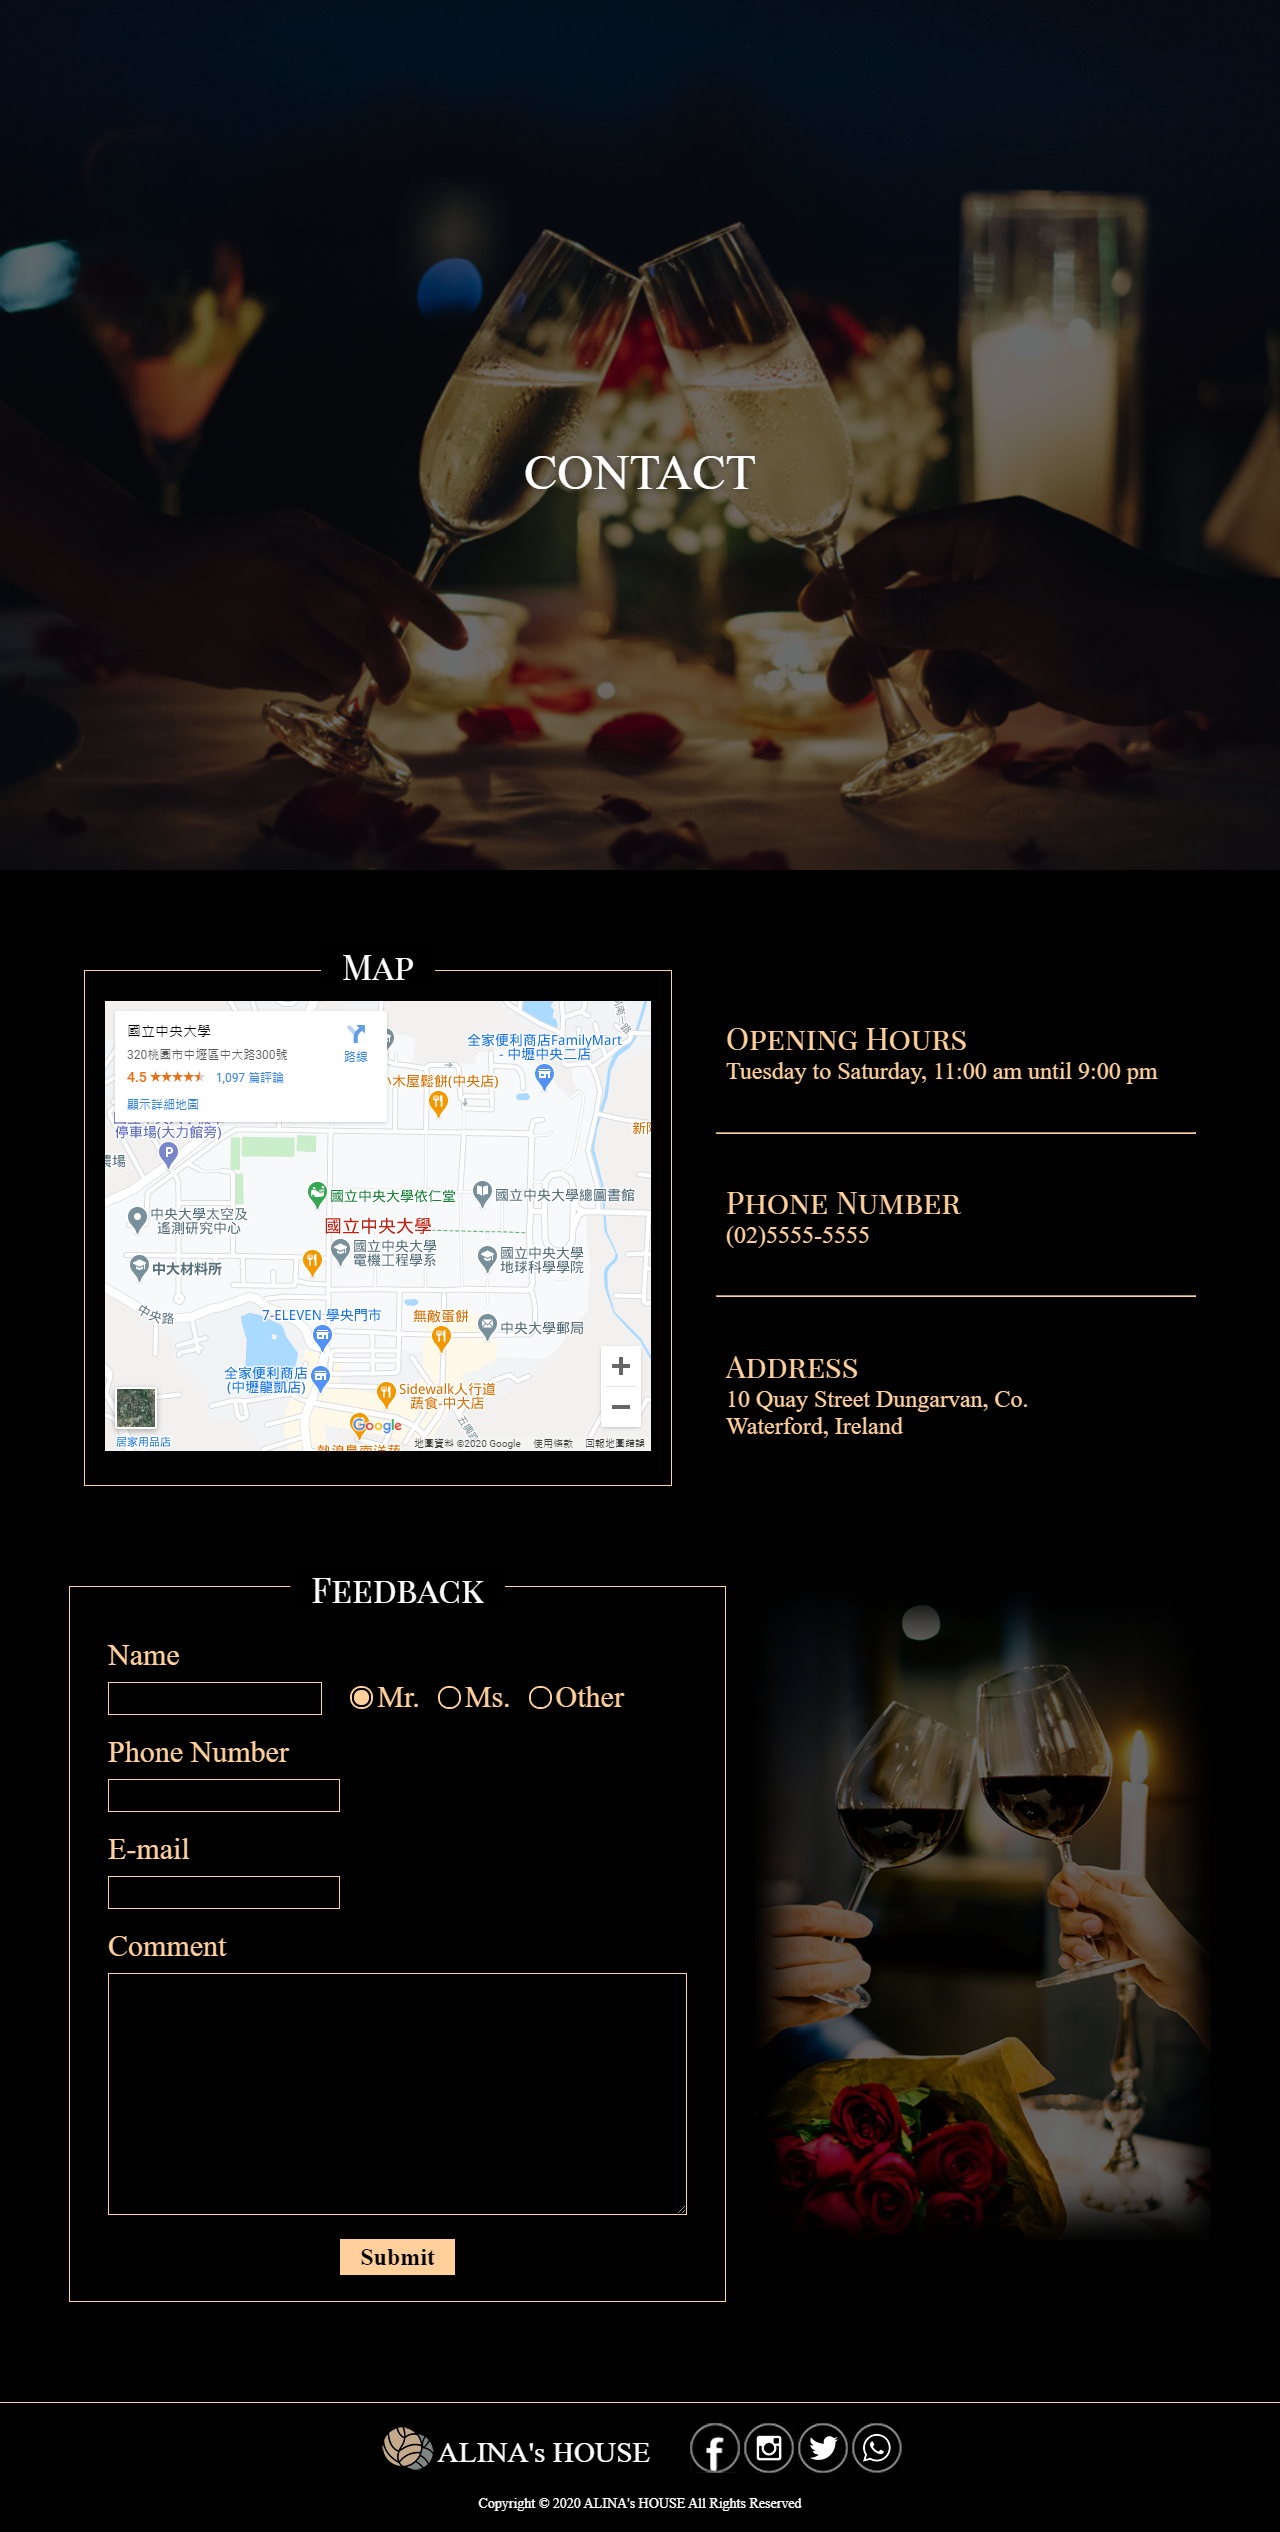 CONTACT
Map
國立中央大學
320桃園市中壢區中大路300號
路線
4.5
1,097 篇評論
顯示詳細地圖
全家便利商店FamilyMart
- 中壢中央二店
小木屋鬆餅(中央店)
停車場(大力館旁)
P
農場
國立中央大學依仁堂
國立中央大學總圖書館
中央大學太空及
遙測研究中心
國立中央大學
國立中央大學
電機工程學系
國立中央大學
地球科學學院
中大材料所
中央路
7-ELEVEN 學央門市
無敵蛋餅
中央大學郵局
全家便利商店
(中壢龍凱店)
Sidewalk人行道
蔬食-中大店
Google
居家用品店
地圖資料 ©2020 Google
使用條款
回報地圖錯誤
Opening Hours
Tuesday to Saturday, 11:00 am until 9:00 pm
Phone Number
(02)5555-5555
Address
10 Quay Street Dungarvan, Co.
Waterford, Ireland
Feedback
Name
Mr. Ms. Other
Phone Number
E-mail
Comment
Submit
ALINA's HOUSE
Copyright © 2020 ALINA's HOUSE All Rights Reserved